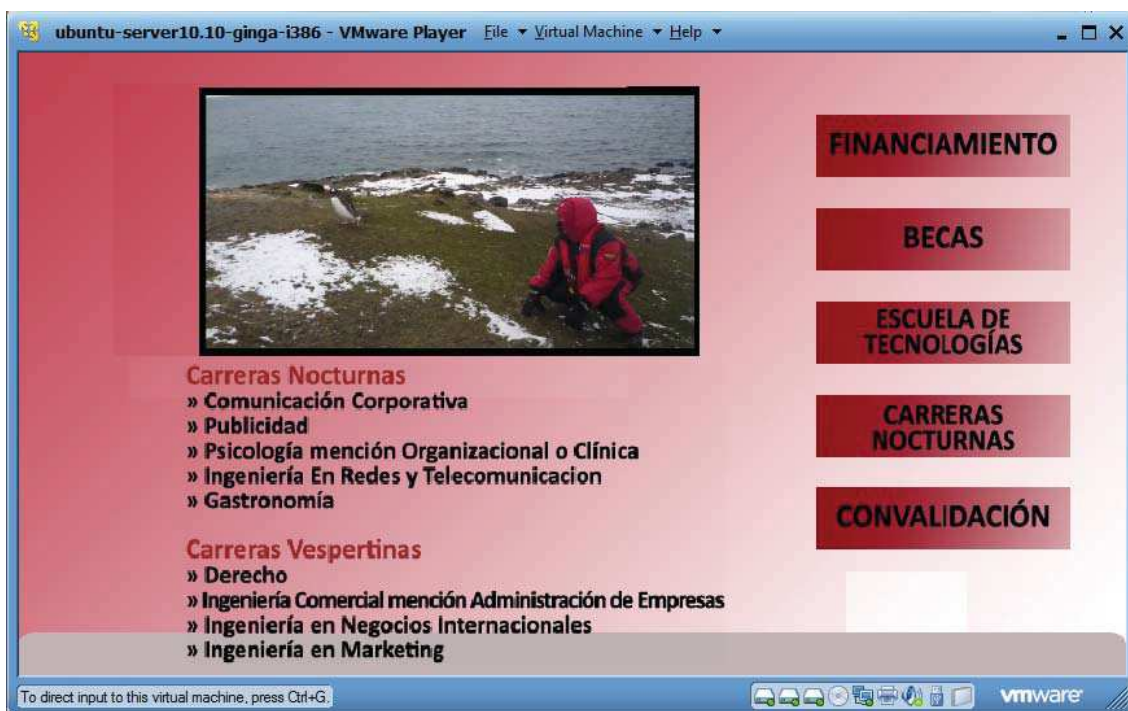 ubuntu-server10.10-ginga-i386 - VMware Player File Virtual Machine Help
FINANCIAMIENTO
BECAS
ESCUELA DE
TECNOLOGÍAS
CARRERAS
NOCTURNAS
CONVALIDACIÓN
Carreras Nocturnas
» Comunicación Corporativa
» Publicidad
» Psicología mención Organizacional o Clínica
» Ingeniería En Redes y Telecomunicacion
» Gastronomía
Carreras Vespertinas
» Derecho
» Ingeniería Comercial mención Administración de Empresas
» Ingeniería en Negocios Internacionales
» Ingeniería en Marketing
To direct input to this virtual machine, press Ctrl+G.
vmware